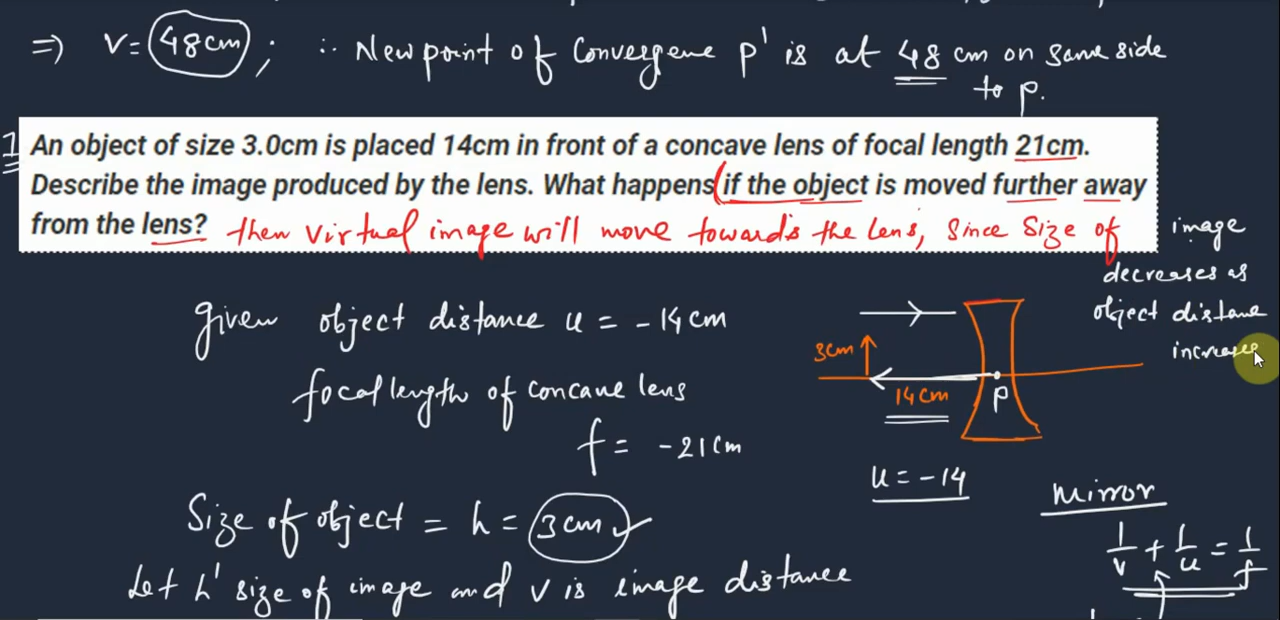 ⇒ v = 48cm ; ∴ New point of Convergene p' is at 48 cm on same side
to p.
1 An object of size 3.0cm is placed 14cm in front of a concave lens of focal length 21cm.
Describe the image produced by the lens. What happens (if the object is moved further away
from the lens? then virtual image will move towards the lens, since size of image
decreases as
object distane
increases
given object distance u = -14cm
3cm
14cm
P
focal length of concave lens
f = -21cm
u = -14
mirror
1/v + 1/u = 1/f
Size of object = h = 3cm
Let h' size of image and v is image distance